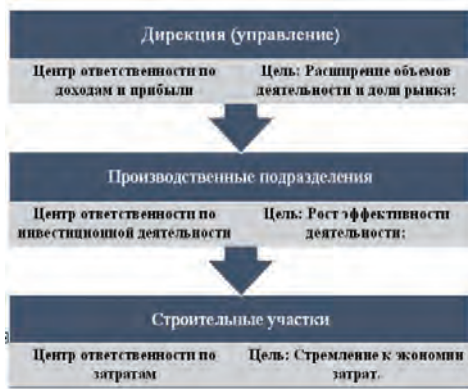 Дирекция (управление)
Центр ответственности по доходам и прибыли
Цель: Расширение объемов деятельности и доли рынка;
Производственные подразделения
Центр ответственности по инвестиционной деятельности
Цель: Рост эффективности деятельности;
Строительные участки
Центр ответственности по затратам
Цель: Стремление к экономии затрат.